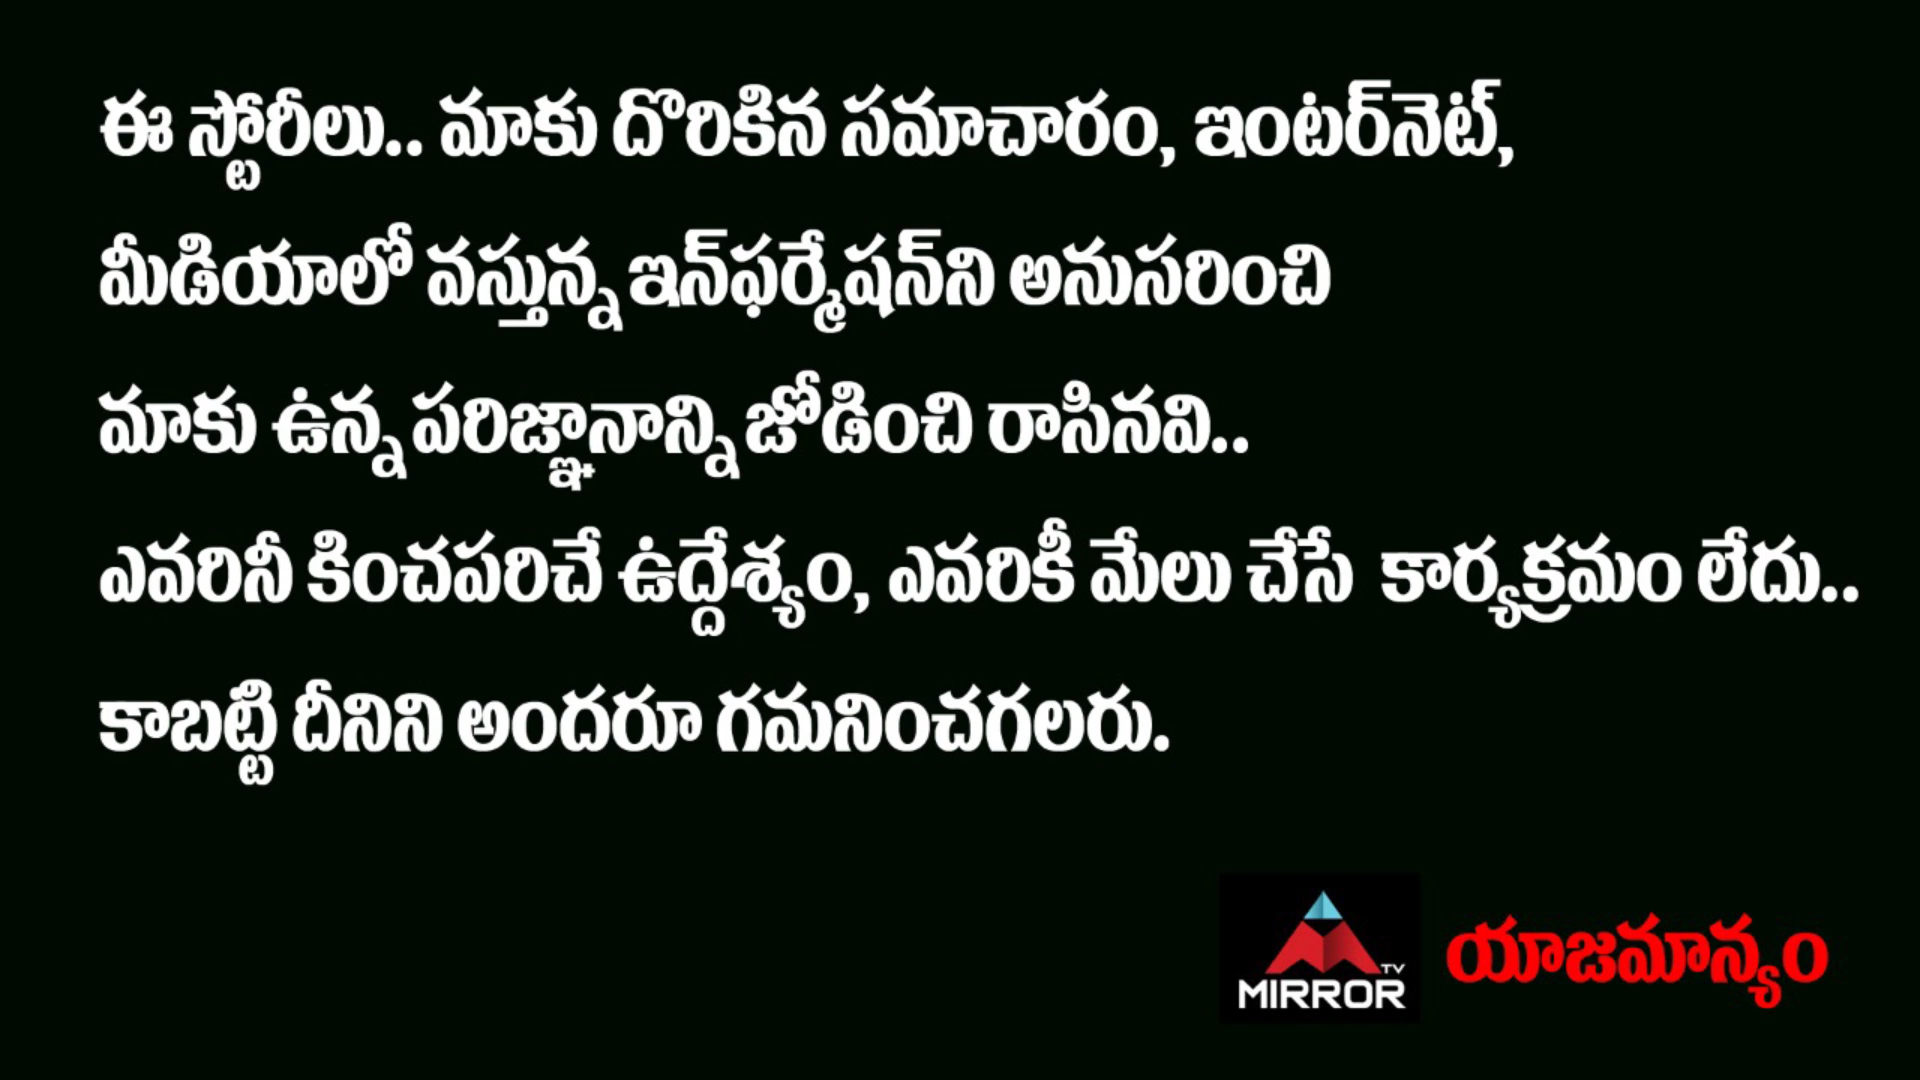 ఈ స్టోరీలు.. మాకు దొరికిన సమాచారం, ఇంటర్‌నెట్,
మీడియాలో వస్తున్న ఇన్‌ఫర్మేషన్‌ని అనుసరించి
మాకు ఉన్న పరిజ్ఞానాన్ని జోడించి రాసినవి..
ఎవరినీ కించపరిచే ఉద్దేశ్యం, ఎవరికీ మేలు చేసే కార్యక్రమం లేదు..
కాబట్టి దీనిని అందరూ గమనించగలరు.
MIRROR TV యాజమాన్యం